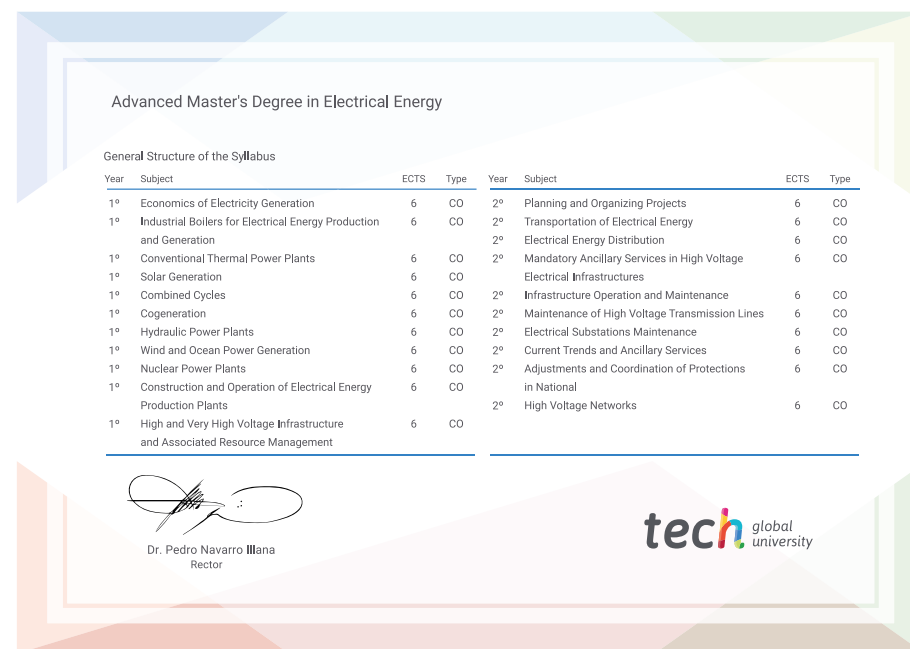 Advanced Master's Degree in Electrical Energy
General Structure of the Syllabus
Year Subject ECTS Type
1º Economics of Electricity Generation 6 CO
1º Industrial Boilers for Electrical Energy Production 6 CO
and Generation
1º Conventional Thermal Power Plants 6 CO
1º Solar Generation 6 CO
1º Combined Cycles 6 CO
1º Cogeneration 6 CO
1º Hydraulic Power Plants 6 CO
1º Wind and Ocean Power Generation 6 CO
1º Nuclear Power Plants 6 CO
1º Construction and Operation of Electrical Energy 6 CO
Production Plants
1º High and Very High Voltage Infrastructure 6 CO
and Associated Resource Management
Year Subject ECTS Type
2º Planning and Organizing Projects 6 CO
2º Transportation of Electrical Energy 6 CO
2º Electrical Energy Distribution 6 CO
2º Mandatory Ancillary Services in High Voltage 6 CO
Electrical Infrastructures
2º Infrastructure Operation and Maintenance 6 CO
2º Maintenance of High Voltage Transmission Lines 6 CO
2º Electrical Substations Maintenance 6 CO
2º Current Trends and Ancillary Services 6 CO
2º Adjustments and Coordination of Protections 6 CO
in National
2º High Voltage Networks 6 CO
Dr. Pedro Navarro Illana
Rector
tech global
university